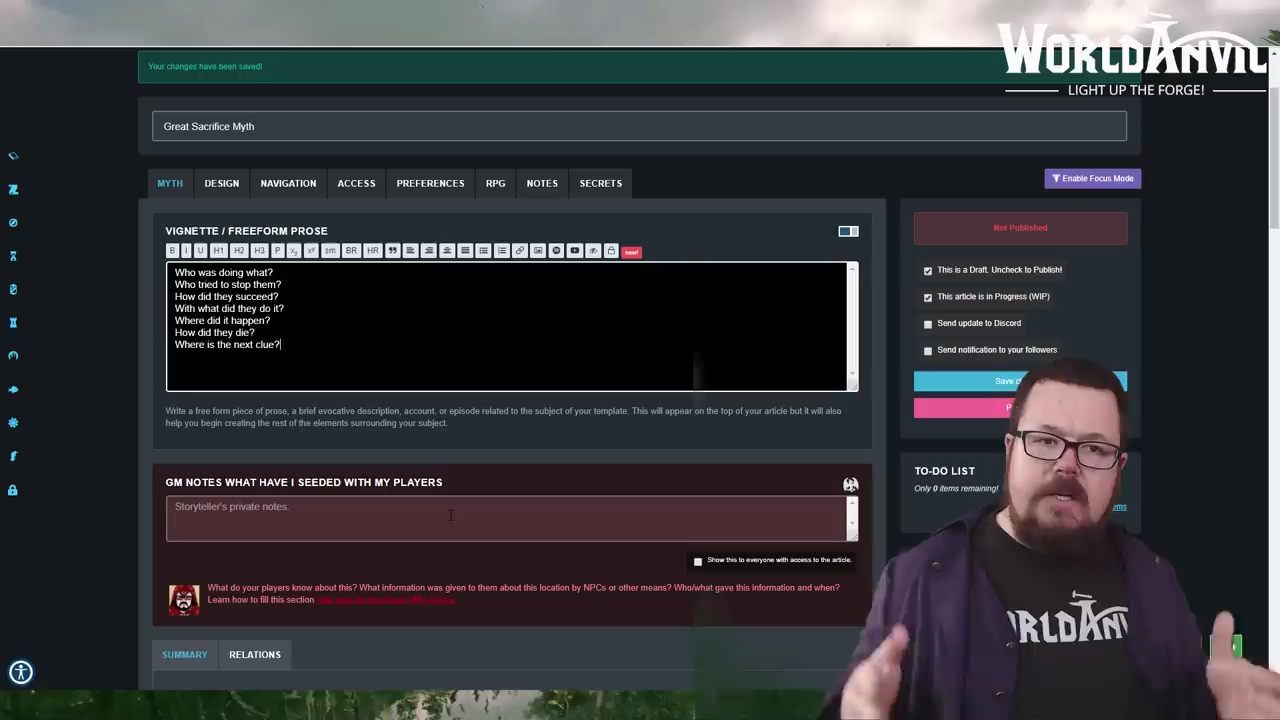 WORLDANVIL
LIGHT UP THE FORGE!
Your changes have been saved!
Great Sacrifice Myth
MYTH DESIGN NAVIGATION ACCESS PREFERENCES RPG NOTES SECRETS
Enable Focus Mode
VIGNETTE / FREEFORM PROSE
B I U H1 H2 H3 P sm BR HR new!
Who was doing what?
Who tried to stop them?
How did they succeed?
With what did they do it?
Where did it happen?
How did they die?
Where is the next clue?
Write a free form piece of prose, a brief evocative description, account, or episode related to the subject of your template. This will appear on the top of your article but it will also
help you begin creating the rest of the elements surrounding your subject.
Not Published
This is a Draft. Uncheck to Publish!
This article is in Progress (WIP)
Send update to Discord
Send notification to your followers
Save
TO-DO LIST
Only 0 items remaining!
GM NOTES WHAT HAVE I SEEDED WITH MY PLAYERS
Storyteller's private notes.
Show this to everyone with access to the article.
What do your players know about this? What information was given to them about this location by NPCs or other means? Who/what gave this information and when?
Learn how to fill this section
SUMMARY RELATIONS